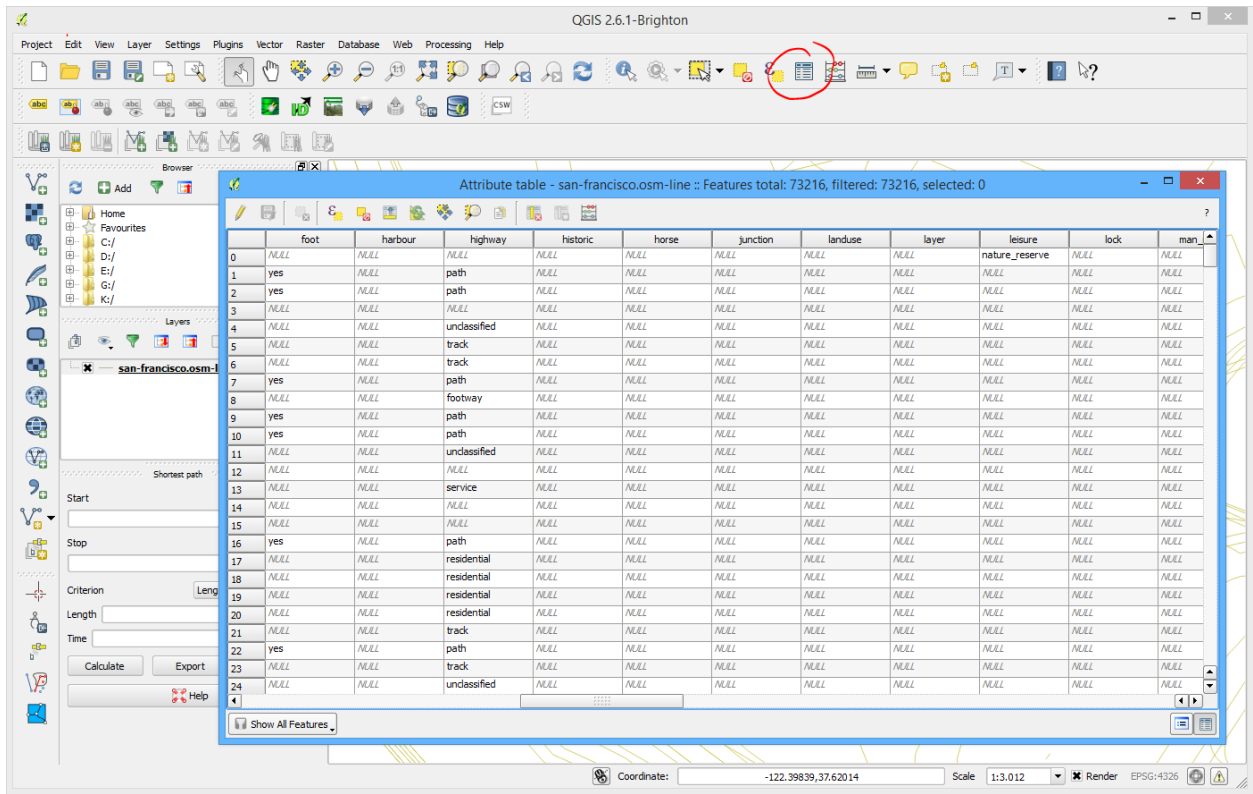 QGIS 2.6.1-Brighton
Project Edit View Layer Settings Plugins Vector Raster Database Web Processing Help
abc abc abc abc abc abc CSW
Browser
Add
Home
Favourites
C:/
D:/
E:/
G:/
K:/
Layers
san-francisco.osm-l
Shortest path
Start
Stop
Criterion Leng
Length
Time
Calculate Export
Help
Attribute table - san-francisco.osm-line :: Features total: 73216, filtered: 73216, selected: 0
?
foot harbour highway historic horse junction landuse layer leisure lock man_
0 NULL NULL NULL NULL NULL NULL NULL NULL nature_reserve NULL NULL
1 yes NULL path NULL NULL NULL NULL NULL NULL NULL NULL
2 yes NULL path NULL NULL NULL NULL NULL NULL NULL NULL
3 NULL NULL NULL NULL NULL NULL NULL NULL NULL NULL NULL
4 NULL NULL unclassified NULL NULL NULL NULL NULL NULL NULL NULL
5 NULL NULL track NULL NULL NULL NULL NULL NULL NULL NULL
6 NULL NULL track NULL NULL NULL NULL NULL NULL NULL NULL
7 yes NULL path NULL NULL NULL NULL NULL NULL NULL NULL
8 NULL NULL footway NULL NULL NULL NULL NULL NULL NULL NULL
9 yes NULL path NULL NULL NULL NULL NULL NULL NULL NULL
10 yes NULL path NULL NULL NULL NULL NULL NULL NULL NULL
11 NULL NULL unclassified NULL NULL NULL NULL NULL NULL NULL NULL
12 NULL NULL NULL NULL NULL NULL NULL NULL NULL NULL NULL
13 NULL NULL service NULL NULL NULL NULL NULL NULL NULL NULL
14 NULL NULL NULL NULL NULL NULL NULL NULL NULL NULL NULL
15 NULL NULL NULL NULL NULL NULL NULL NULL NULL NULL NULL
16 yes NULL path NULL NULL NULL NULL NULL NULL NULL NULL
17 NULL NULL residential NULL NULL NULL NULL NULL NULL NULL NULL
18 NULL NULL residential NULL NULL NULL NULL NULL NULL NULL NULL
19 NULL NULL residential NULL NULL NULL NULL NULL NULL NULL NULL
20 NULL NULL residential NULL NULL NULL NULL NULL NULL NULL NULL
21 NULL NULL track NULL NULL NULL NULL NULL NULL NULL NULL
22 yes NULL path NULL NULL NULL NULL NULL NULL NULL NULL
23 NULL NULL track NULL NULL NULL NULL NULL NULL NULL NULL
24 NULL NULL unclassified NULL NULL NULL NULL NULL NULL NULL NULL
Show All Features
Coordinate: -122.39839,37.62014 Scale 1:3.012 Render EPSG:4326